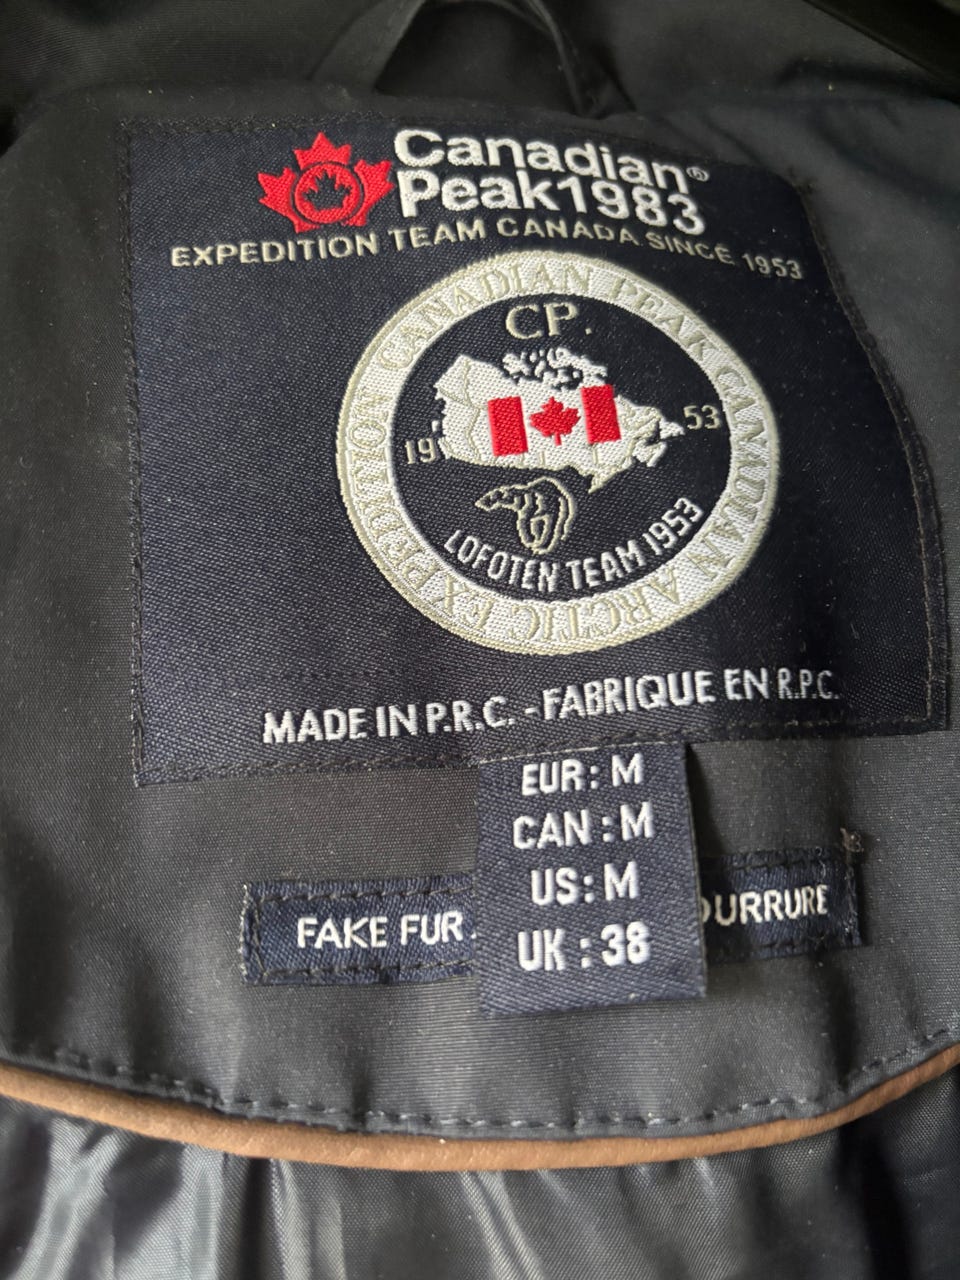 Canadian®
Peak1983
EXPEDITION TEAM CANADA SINCE 1953
CANADIAN PEAK CANADIAN ARCTIC EXPEDITION
CP.
19 53
LOFOTEN TEAM 1953
MADE IN P.R.C. - FABRIQUE EN R.P.C.
EUR : M
CAN : M
US : M
UK : 38
FAKE FUR